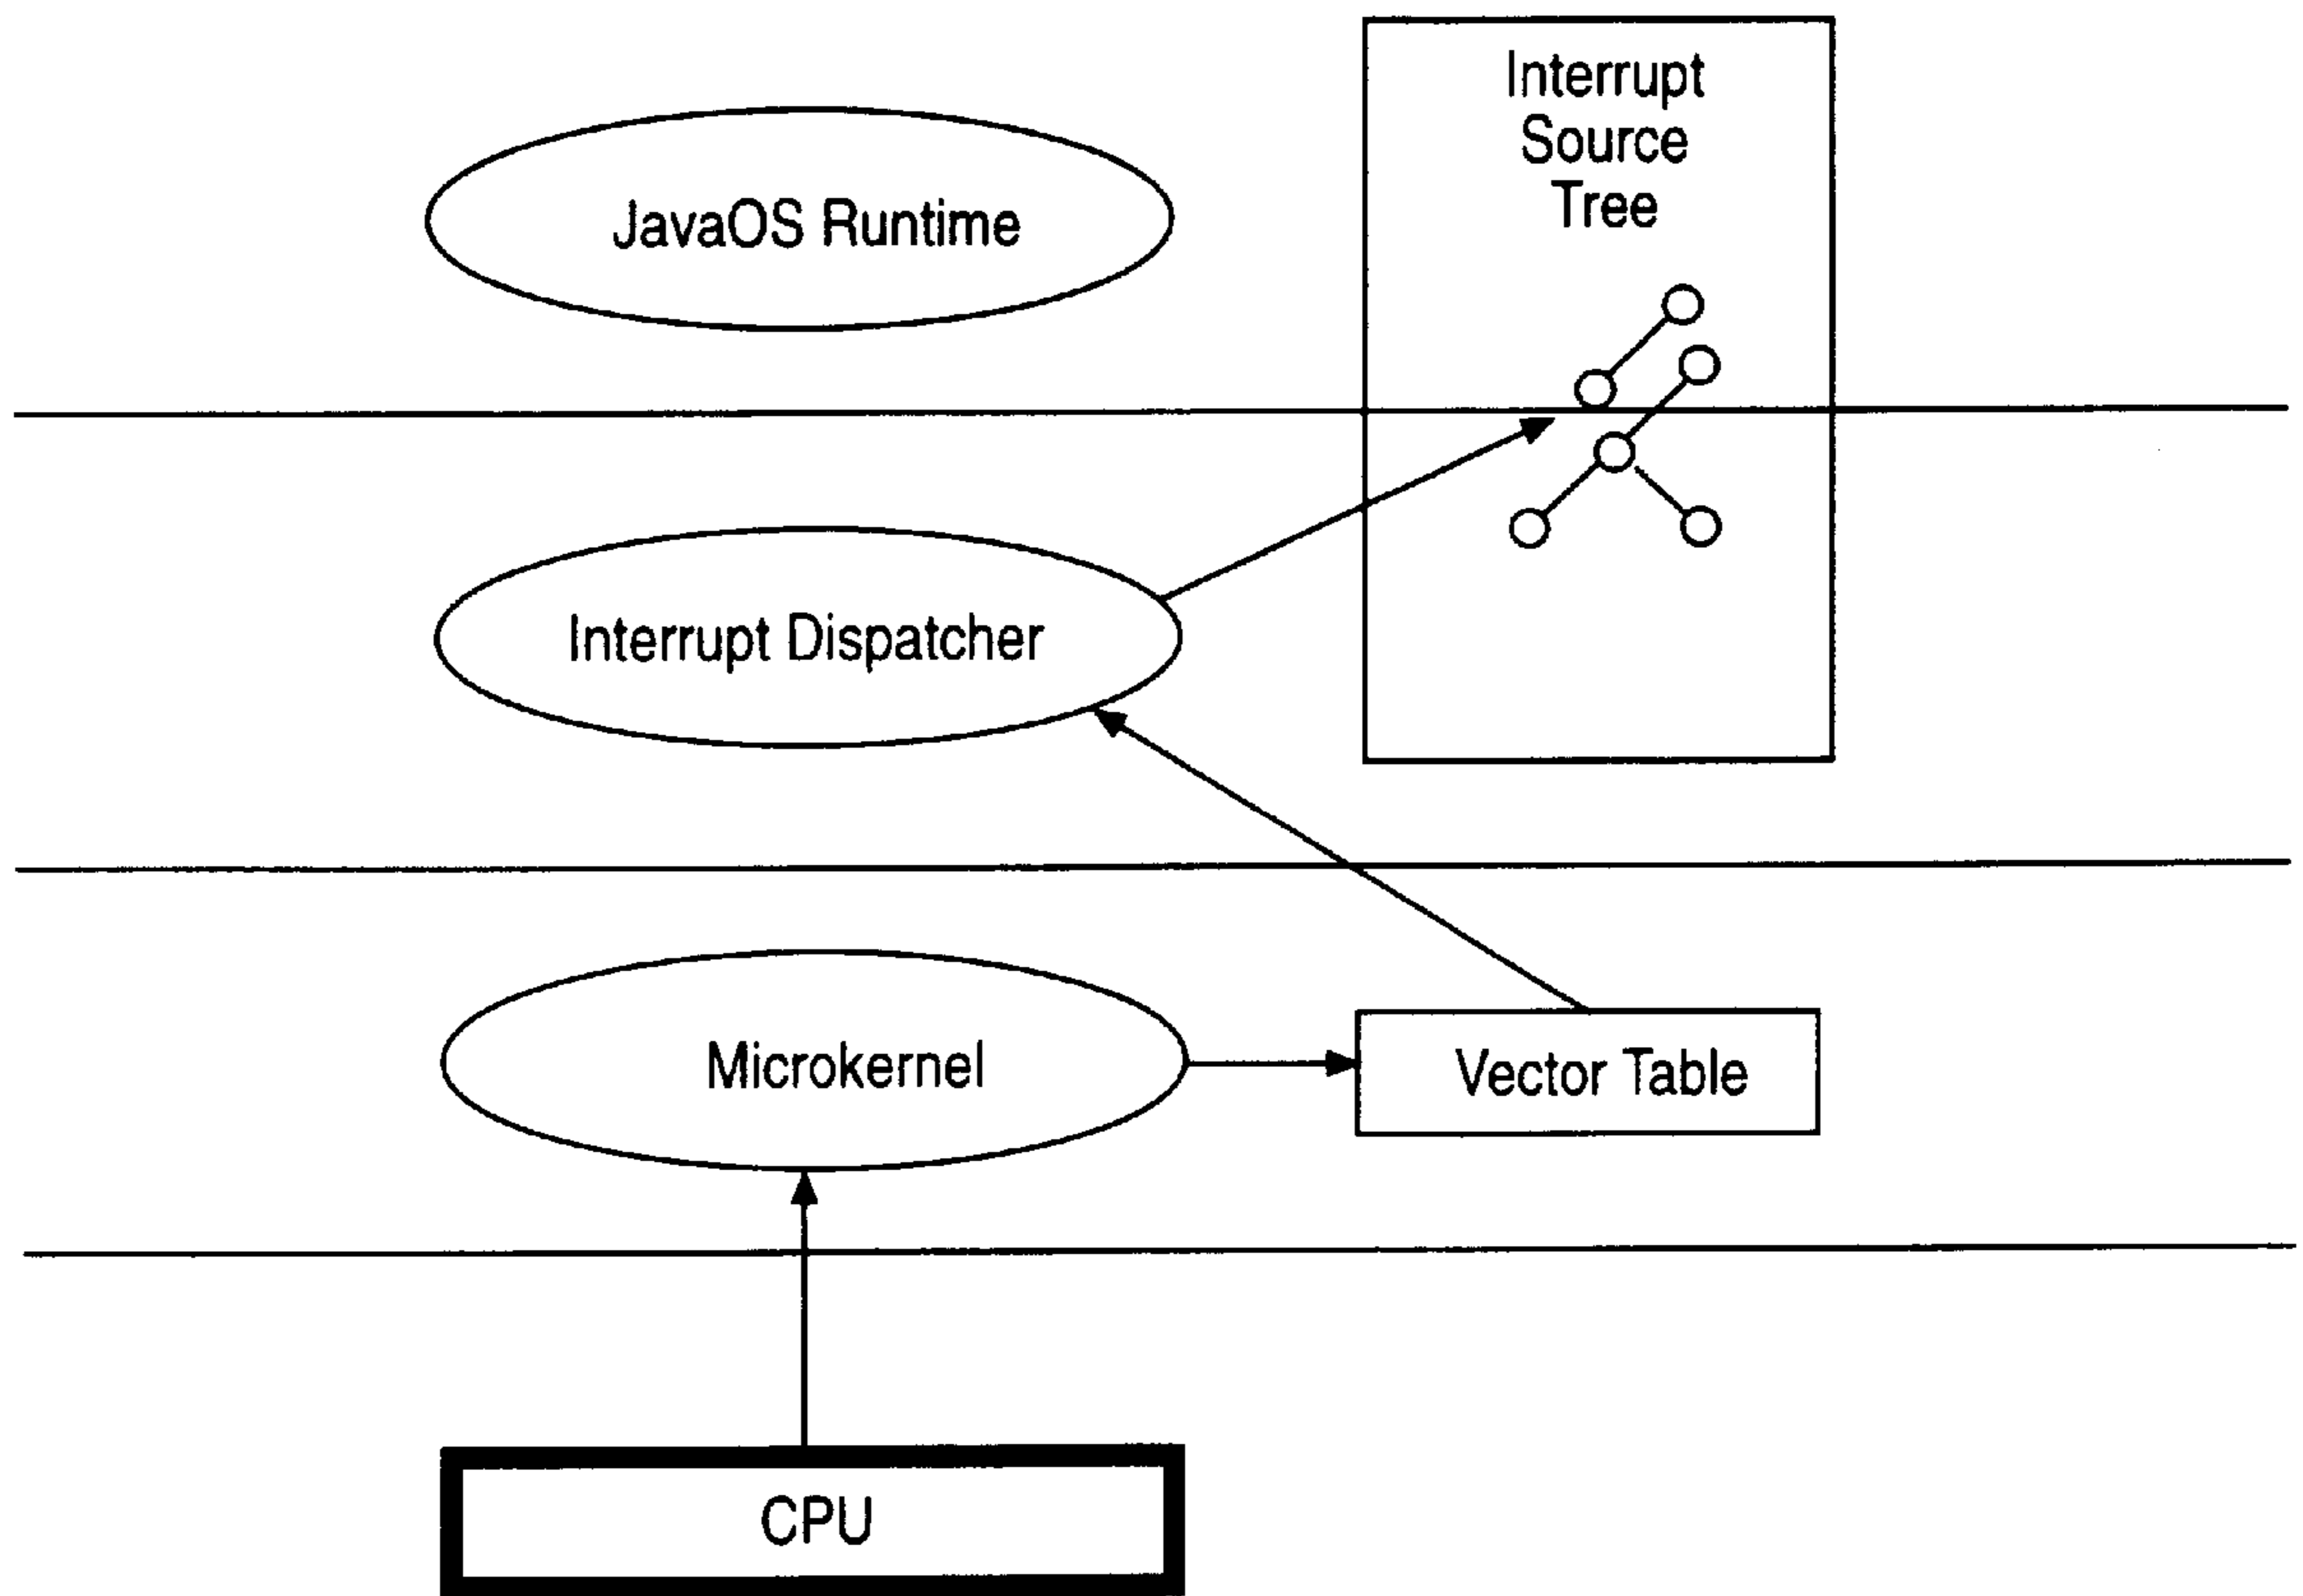 Interrupt
Source
Tree
JavaOS Runtime
Interrupt Dispatcher
Microkernel
Vector Table
CPU